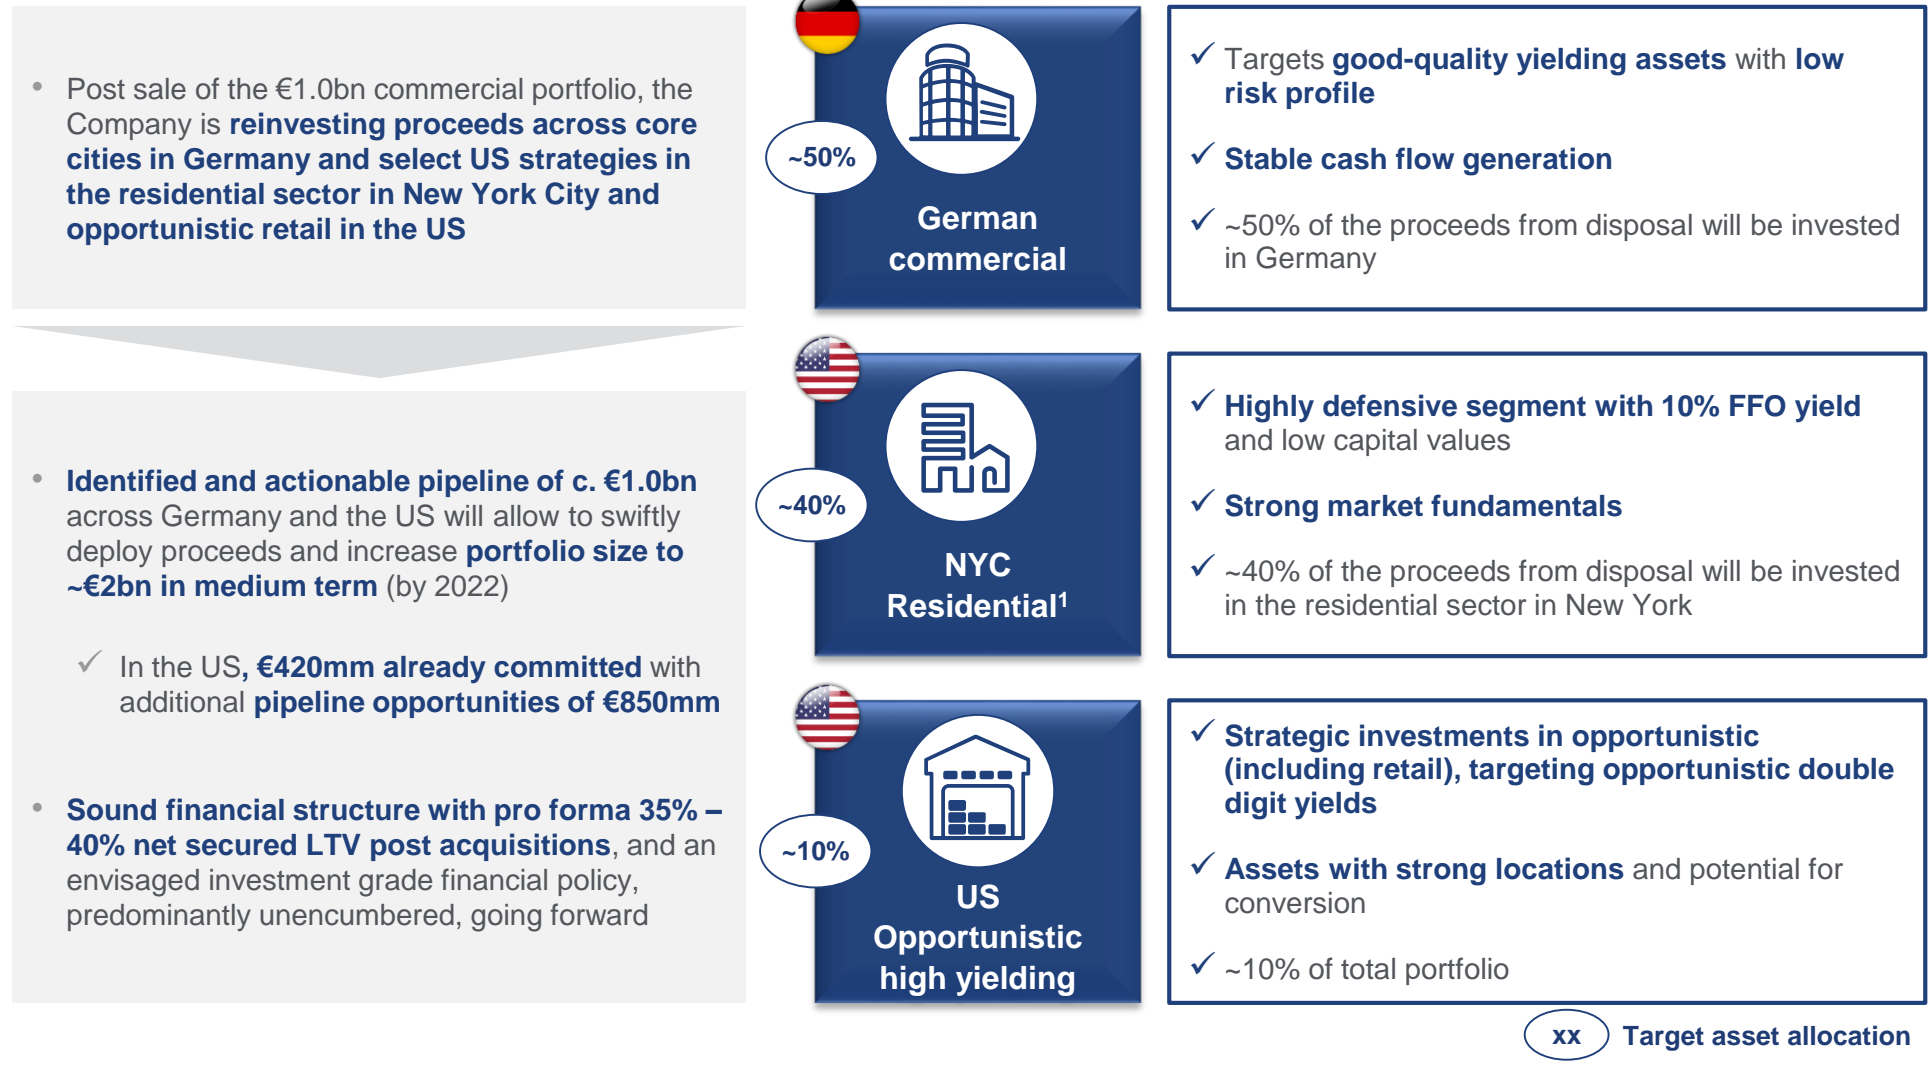 • Post sale of the €1.0bn commercial portfolio, the
Company is reinvesting proceeds across core
cities in Germany and select US strategies in
the residential sector in New York City and
opportunistic retail in the US
• Identified and actionable pipeline of c. €1.0bn
across Germany and the US will allow to swiftly
deploy proceeds and increase portfolio size to
~€2bn in medium term (by 2022)
✓ In the US, €420mm already committed with
additional pipeline opportunities of €850mm
• Sound financial structure with pro forma 35% –
40% net secured LTV post acquisitions, and an
envisaged investment grade financial policy,
predominantly unencumbered, going forward
~50%
German
commercial
✓ Targets good-quality yielding assets with low
risk profile
✓ Stable cash flow generation
✓ ~50% of the proceeds from disposal will be invested
in Germany
~40%
NYC
Residential¹
✓ Highly defensive segment with 10% FFO yield
and low capital values
✓ Strong market fundamentals
✓ ~40% of the proceeds from disposal will be invested
in the residential sector in New York
~10%
US
Opportunistic
high yielding
✓ Strategic investments in opportunistic
(including retail), targeting opportunistic double
digit yields
✓ Assets with strong locations and potential for
conversion
✓ ~10% of total portfolio
xx Target asset allocation